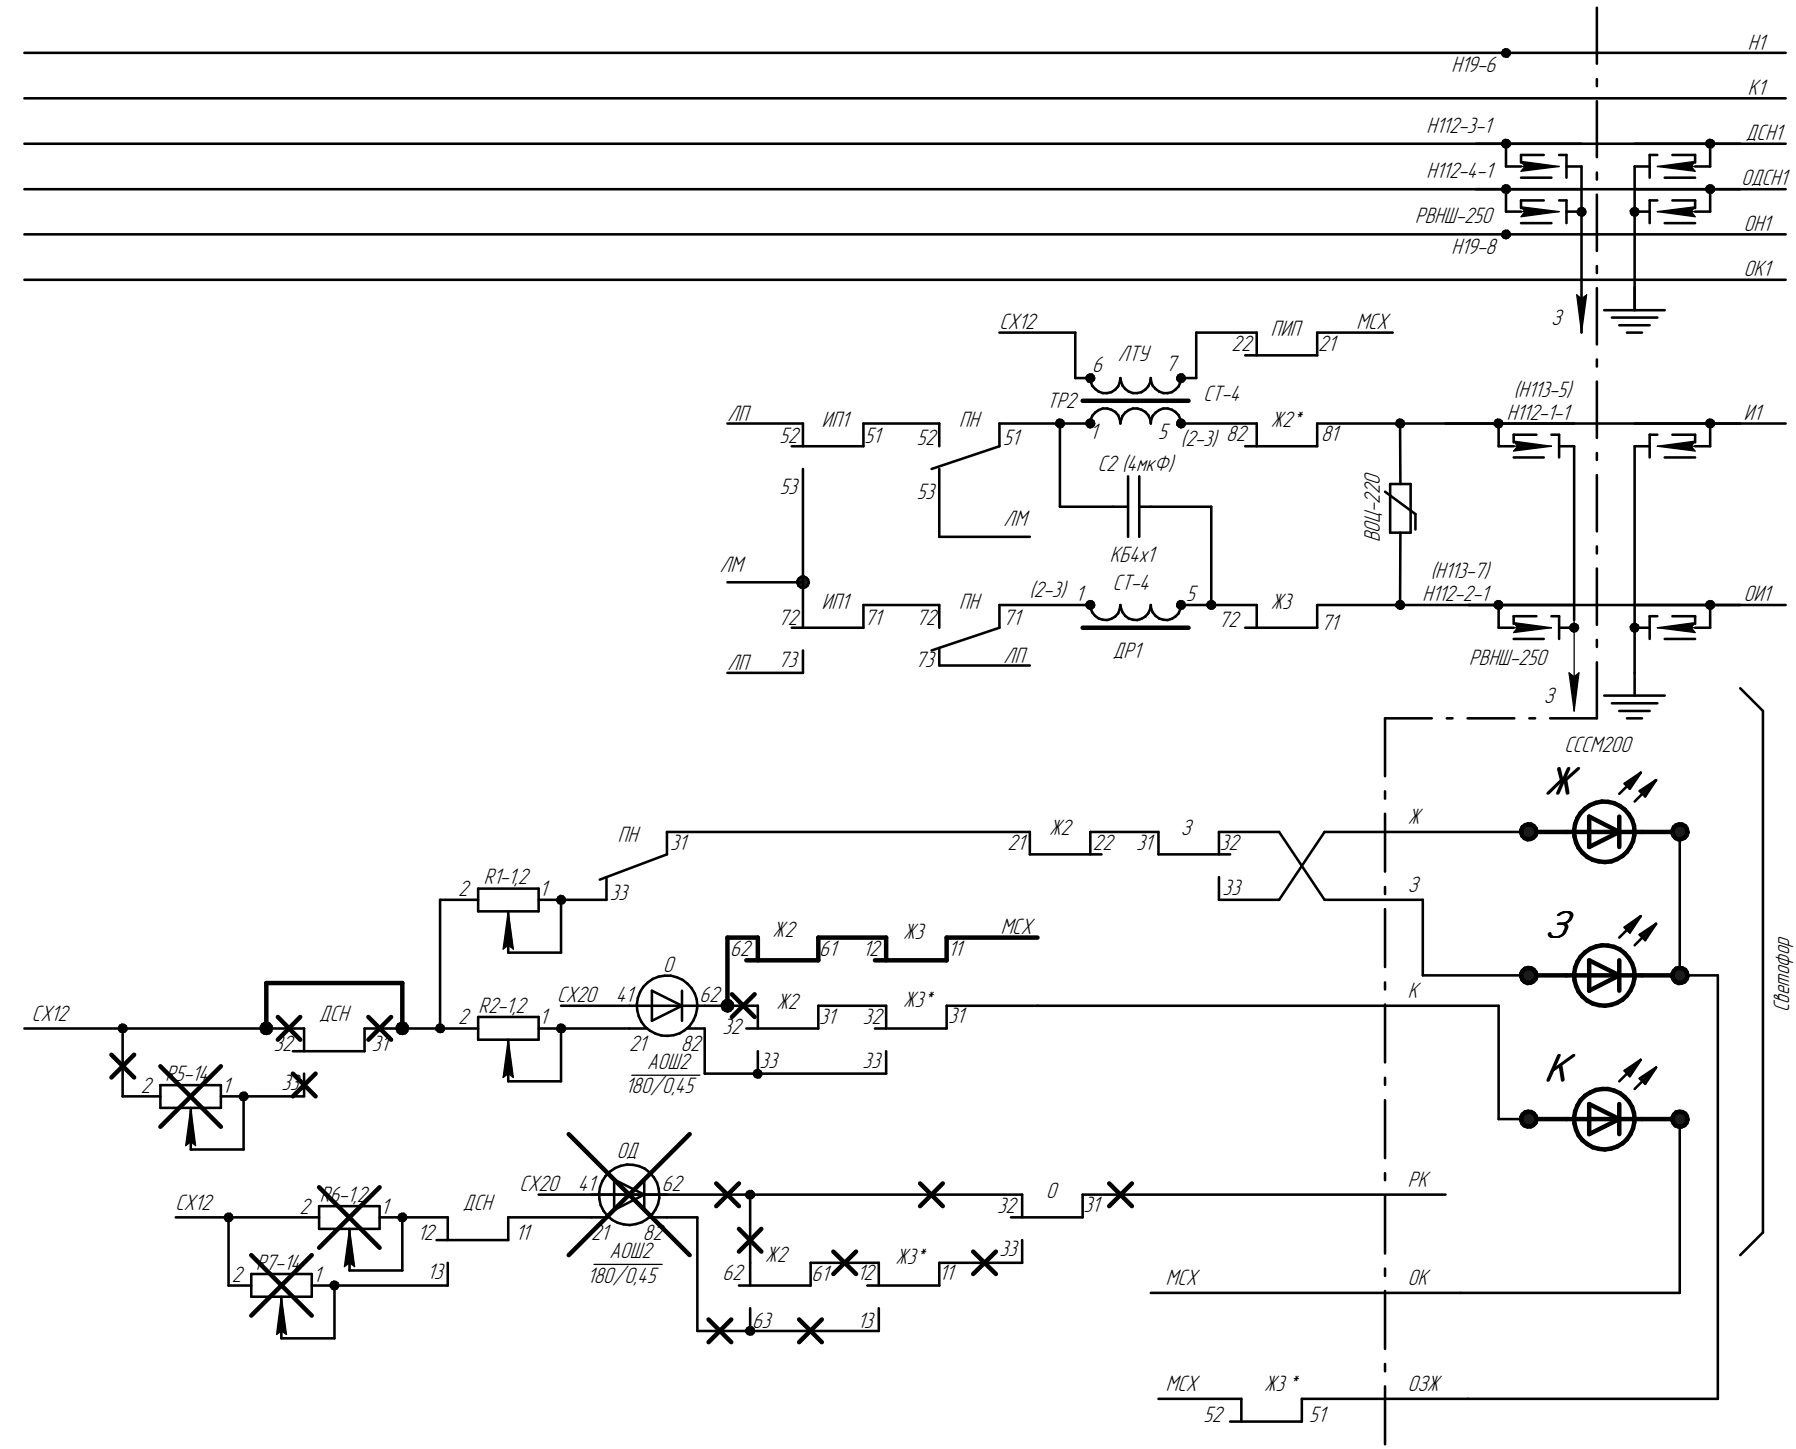 Н1
Н19-6
К1
Н112-3-1
ДСН1
Н112-4-1
ОДСН1
РВНШ-250
ОН1
Н19-8
ОК1
З
СХ12
ПИП
МСХ
22
21
ЛТУ
6
7
ТР2
СТ-4
(Н113-5)
Н112-1-1
И1
ЛП
ИП1
52
51
ПН
52
51
1
5
(2-3)
82
Ж2*
81
С2 (4мкФ)
53
53
ЛМ
КБ4х1
ВОЦ-220
ЛМ
(2-3)
1
СТ-4
5
(Н113-7)
Н112-2-1
ОИ1
72
ИП1
71
72
ПН
71
72
Ж3
71
ДР1
ЛП
73
73
ЛП
РВНШ-250
З
СССМ200
Светофор
Ж
ПН
31
21
Ж2
22
31
З
32
Ж
33
З
2
R1-1,2
1
33
62
Ж2
61
12
Ж3
11
МСХ
З
О
СХ20
41
62
Ж2
Ж3*
К
32
31
32
31
СХ12
ДСН
32
31
2
R2-1,2
1
21
82
33
33
АОШ2
180/0,45
2
R5-14
1
33
К
ОД
СХ20
41
62
РК
СХ12
2
R6-1,2
1
ДСН
12
11
21
82
32
О
31
АОШ2
180/0,45
2
R7-14
1
13
Ж2
62
61
Ж3*
12
11
33
63
13
МСХ
ОК
МСХ
Ж3 *
ОЗЖ
52
51